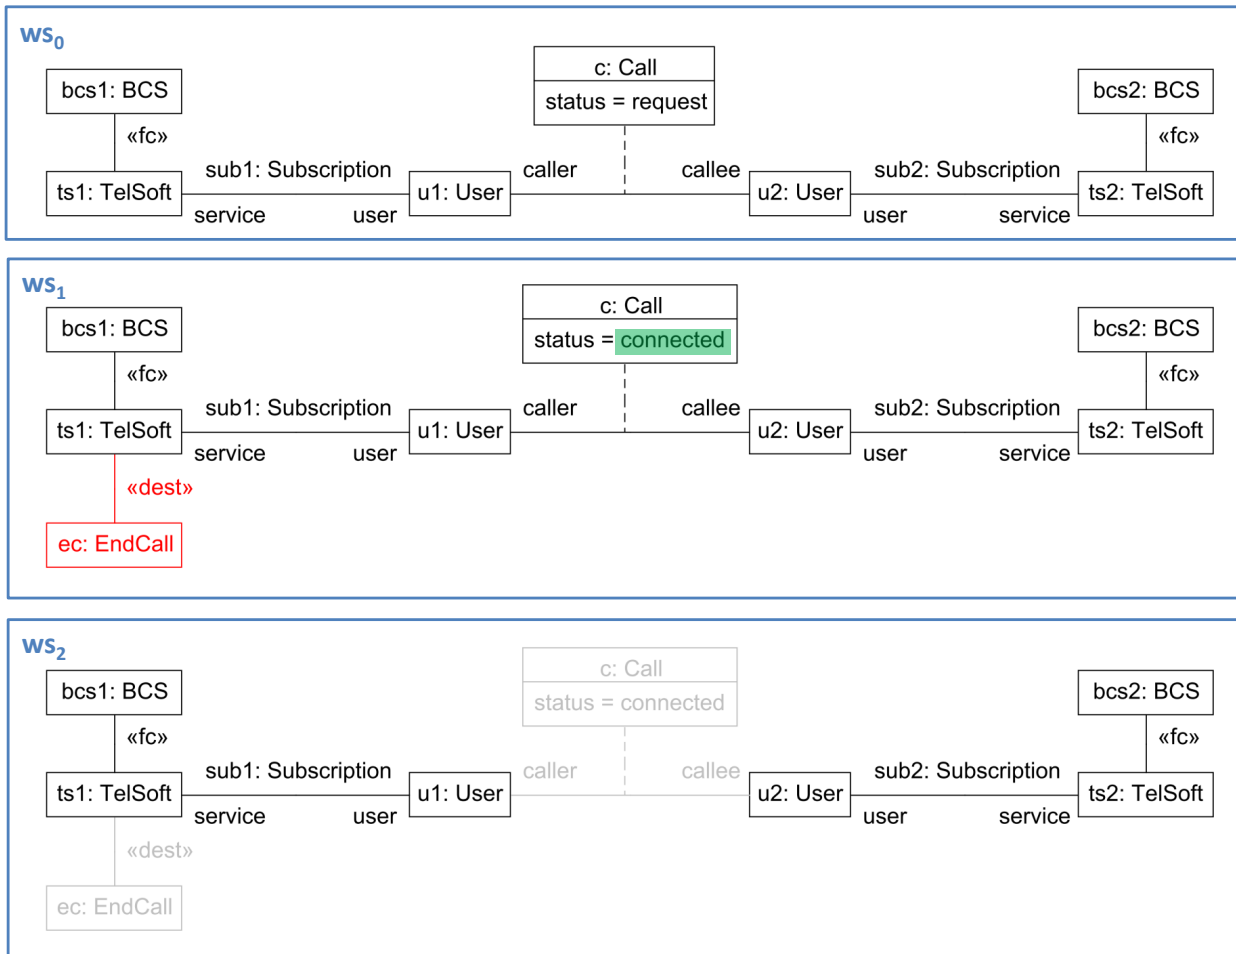 ws0
c: Call
bcs1: BCS
bcs2: BCS
status = request
«fc»
«fc»
sub1: Subscription
caller
callee
sub2: Subscription
ts1: TelSoft
u1: User
u2: User
ts2: TelSoft
service
user
user
service
ws1
c: Call
bcs1: BCS
bcs2: BCS
status = connected
«fc»
«fc»
sub1: Subscription
caller
callee
sub2: Subscription
ts1: TelSoft
u1: User
u2: User
ts2: TelSoft
service
user
user
service
«dest»
ec: EndCall
ws2
c: Call
bcs1: BCS
bcs2: BCS
status = connected
«fc»
«fc»
sub1: Subscription
caller
callee
sub2: Subscription
ts1: TelSoft
u1: User
u2: User
ts2: TelSoft
service
user
user
service
«dest»
ec: EndCall